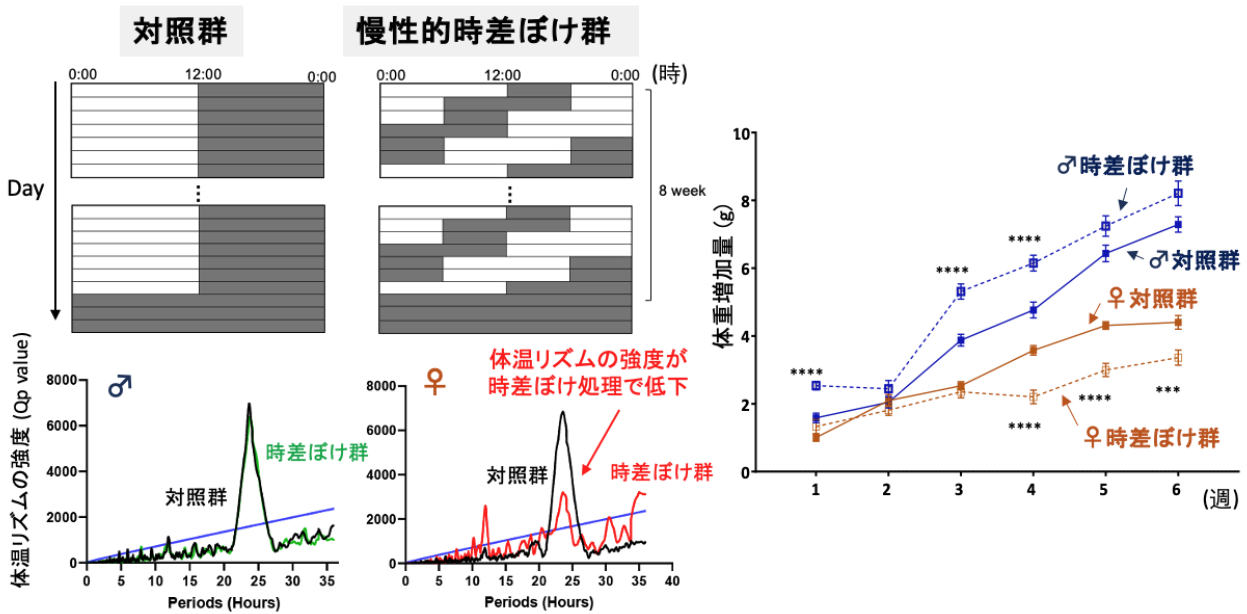 対照群
慢性的時差ぼけ群
0:00 12:00 0:00
0:00 12:00 0:00 (時)
Day
8 week
体温リズムの強度 (Qp value)
8000
6000
4000
2000
0
0 5 10 15 20 25 30 35
Periods (Hours)
♂
対照群
時差ぼけ群
体温リズムの強度が
時差ぼけ処理で低下
8000
6000
4000
2000
0
0 5 10 15 20 25 30 35 40
Periods (Hours)
♀
対照群
時差ぼけ群
体重増加量 (g)
10
8
6
4
2
0
1 2 3 4 5 6 (週)
♂時差ぼけ群
♂対照群
♀対照群
♀時差ぼけ群
****
****
****
****
****
***